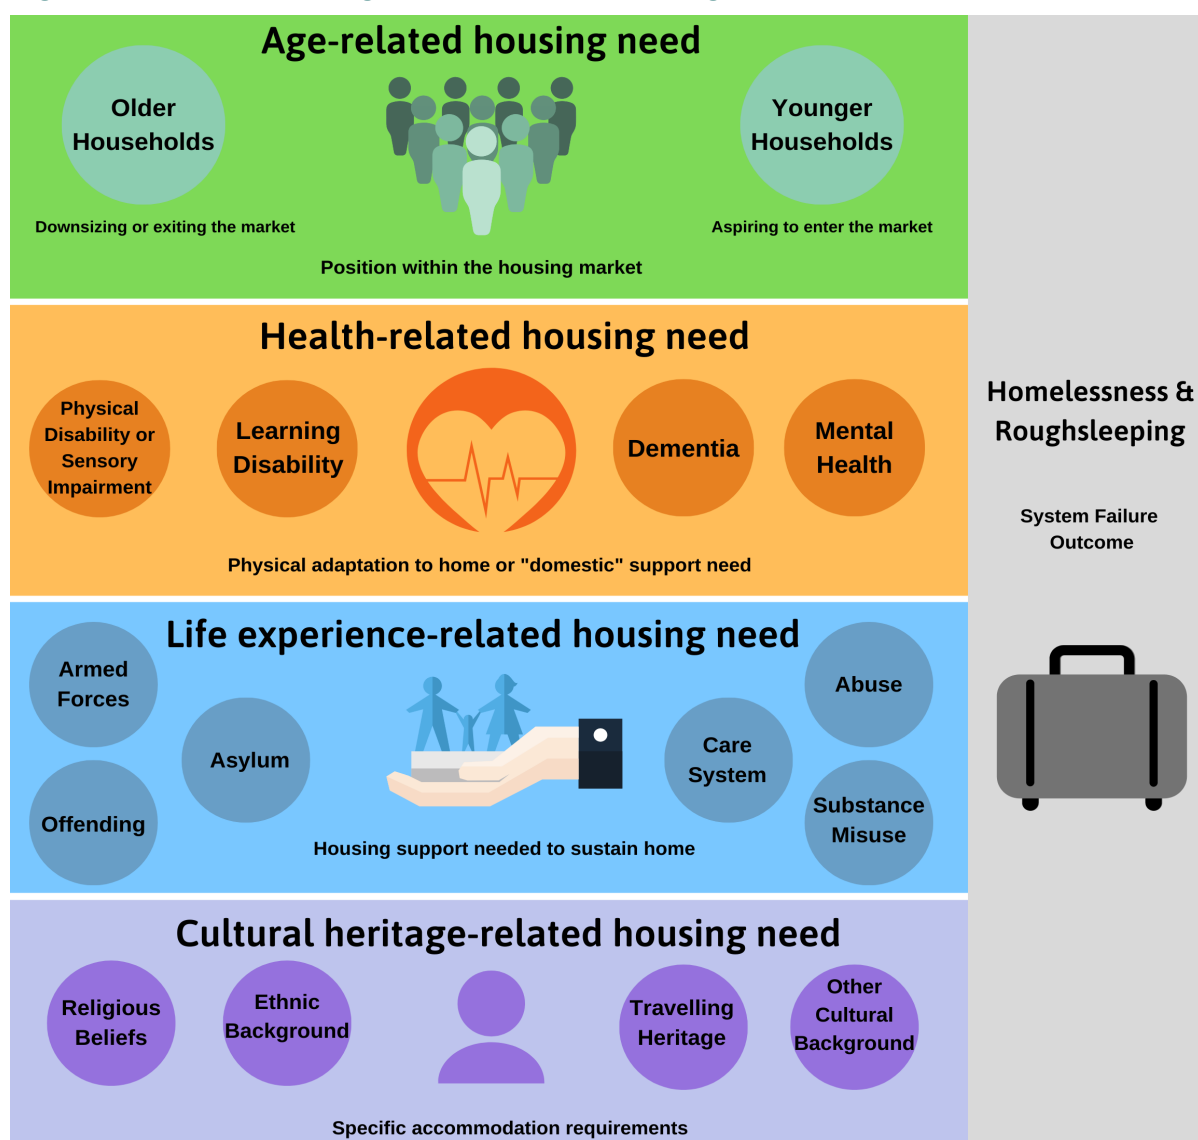 Age-related housing need
Older
Households
Younger
Households
Downsizing or exiting the market
Aspiring to enter the market
Position within the housing market
Health-related housing need
Physical
Disability or
Sensory
Impairment
Learning
Disability
Dementia
Mental
Health
Physical adaptation to home or "domestic" support need
Life experience-related housing need
Armed
Forces
Asylum
Offending
Care
System
Abuse
Substance
Misuse
Housing support needed to sustain home
Cultural heritage-related housing need
Religious
Beliefs
Ethnic
Background
Travelling
Heritage
Other
Cultural
Background
Specific accommodation requirements
Homelessness &
Roughsleeping
System Failure
Outcome